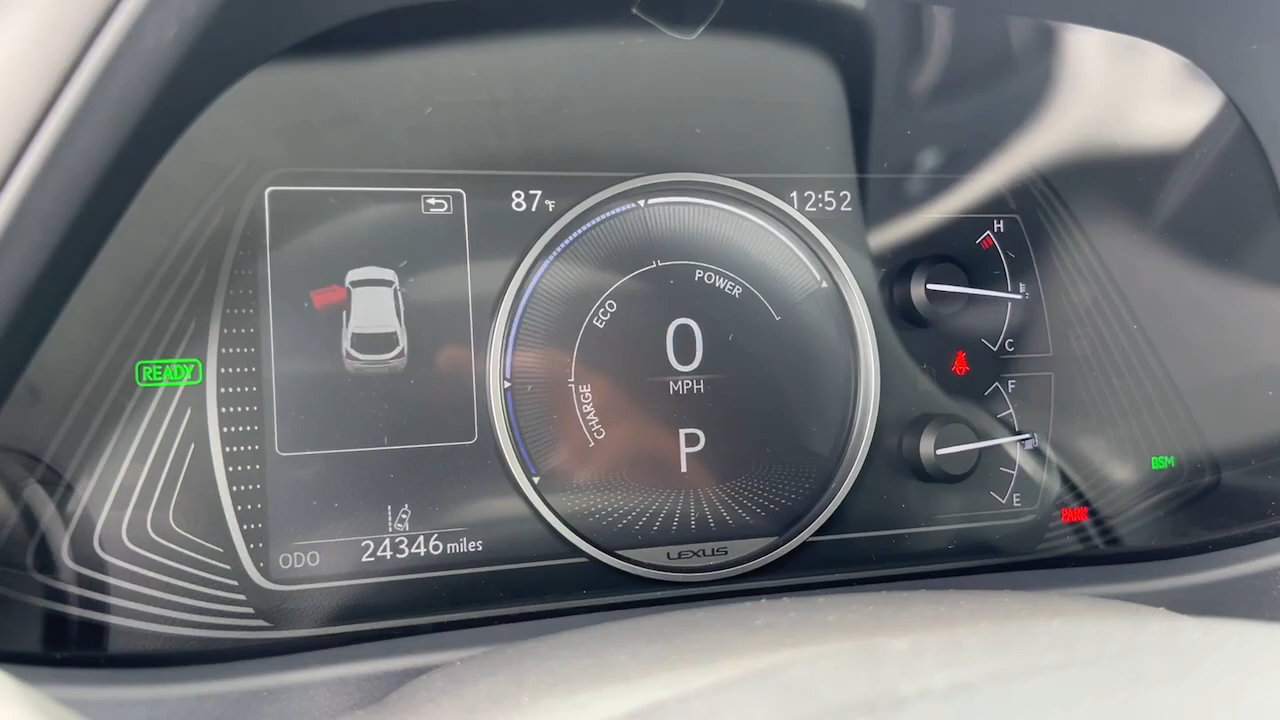 87°F
12:52
H
POWER
ECO
0
MPH
C
READY
F
CHARGE
P
BSM
E
PARK
ODO 24346 miles
LEXUS